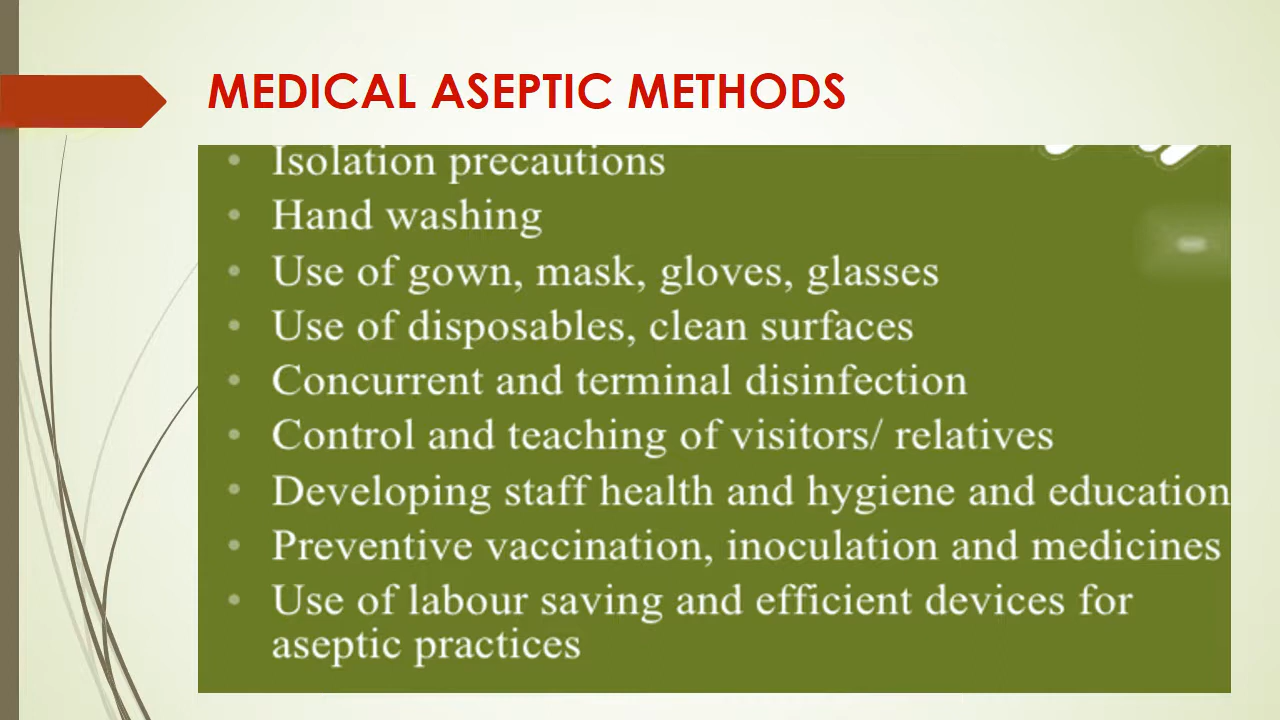 MEDICAL ASEPTIC METHODS
• Isolation precautions
• Hand washing
• Use of gown, mask, gloves, glasses
• Use of disposables, clean surfaces
• Concurrent and terminal disinfection
• Control and teaching of visitors/ relatives
• Developing staff health and hygiene and education
• Preventive vaccination, inoculation and medicines
• Use of labour saving and efficient devices for
aseptic practices